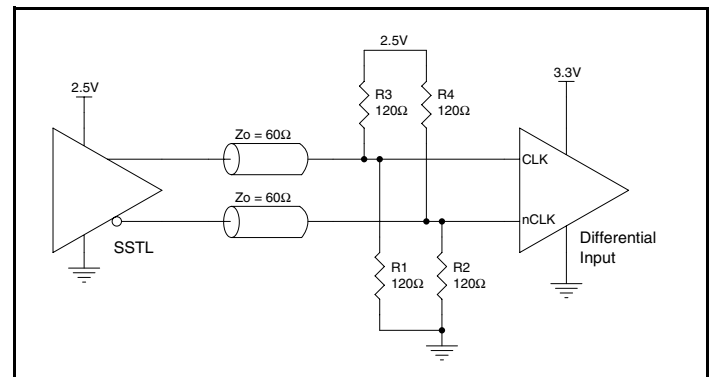 2.5V
3.3V
2.5V
R3
120Ω
R4
120Ω
Zo = 60Ω
CLK
Zo = 60Ω
nCLK
SSTL
Differential
Input
R1
120Ω
R2
120Ω